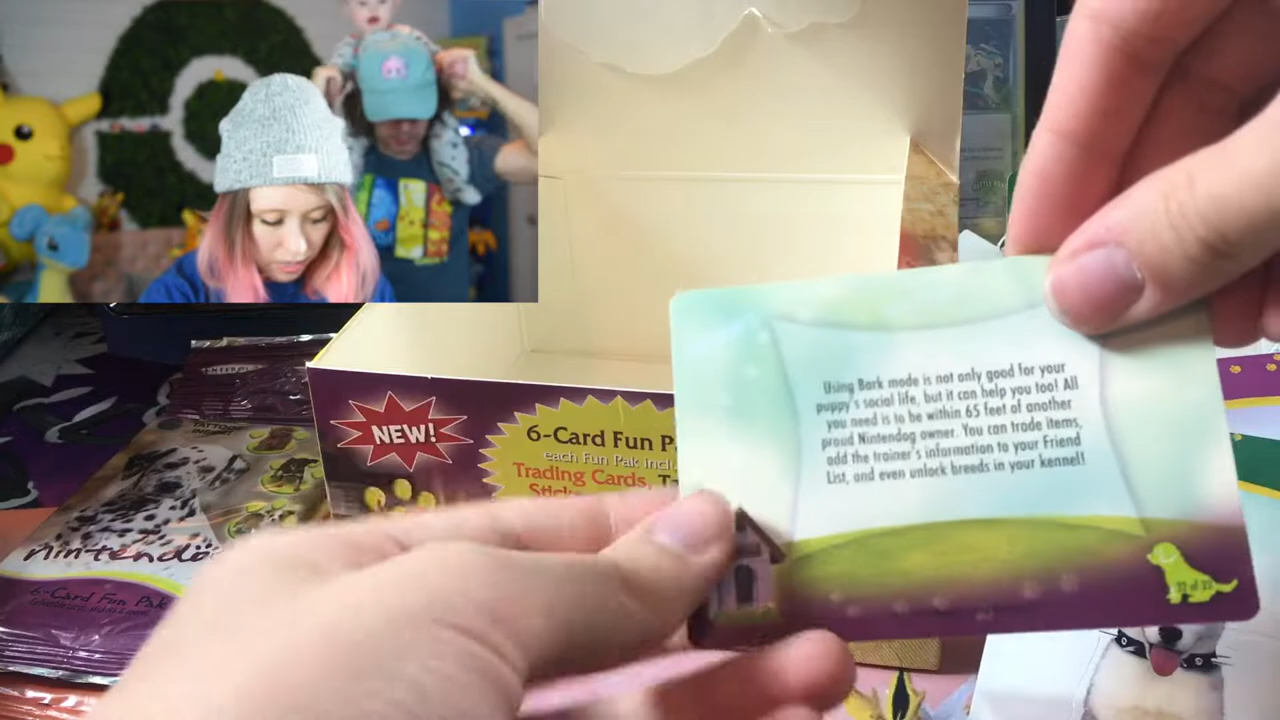 Using Bark mode is not only good for your
puppy's social life, but it can help you too! All
you need is to be within 65 feet of another
proud Nintendog owner. You can trade items,
add the trainer's information to your Friend
List, and even unlock breeds in your kennel!
NEW!
6-Card Fun P
each Fun Pak incl
Trading Cards, T
Stick
nintendo
6-Card Fun Pak